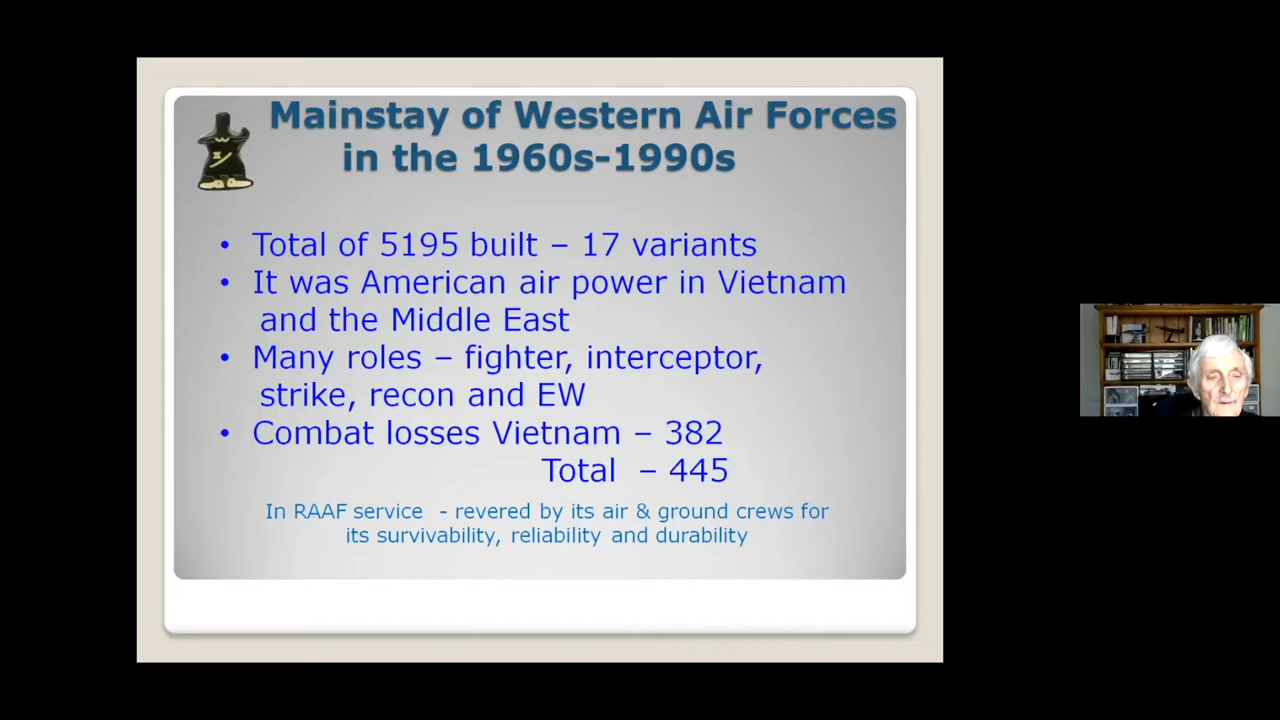 Mainstay of Western Air Forces
in the 1960s-1990s
• Total of 5195 built – 17 variants
• It was American air power in Vietnam
and the Middle East
• Many roles – fighter, interceptor,
strike, recon and EW
• Combat losses Vietnam – 382
Total – 445
In RAAF service - revered by its air & ground crews for
its survivability, reliability and durability